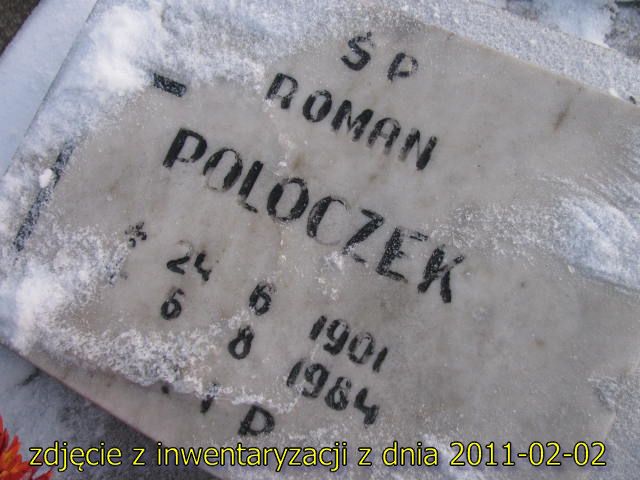 ŚP
ROMAN
POLOCZEK
* 24 6 1901
6 8 1984
R I P
zdjęcie z inwentaryzacji z dnia 2011-02-02